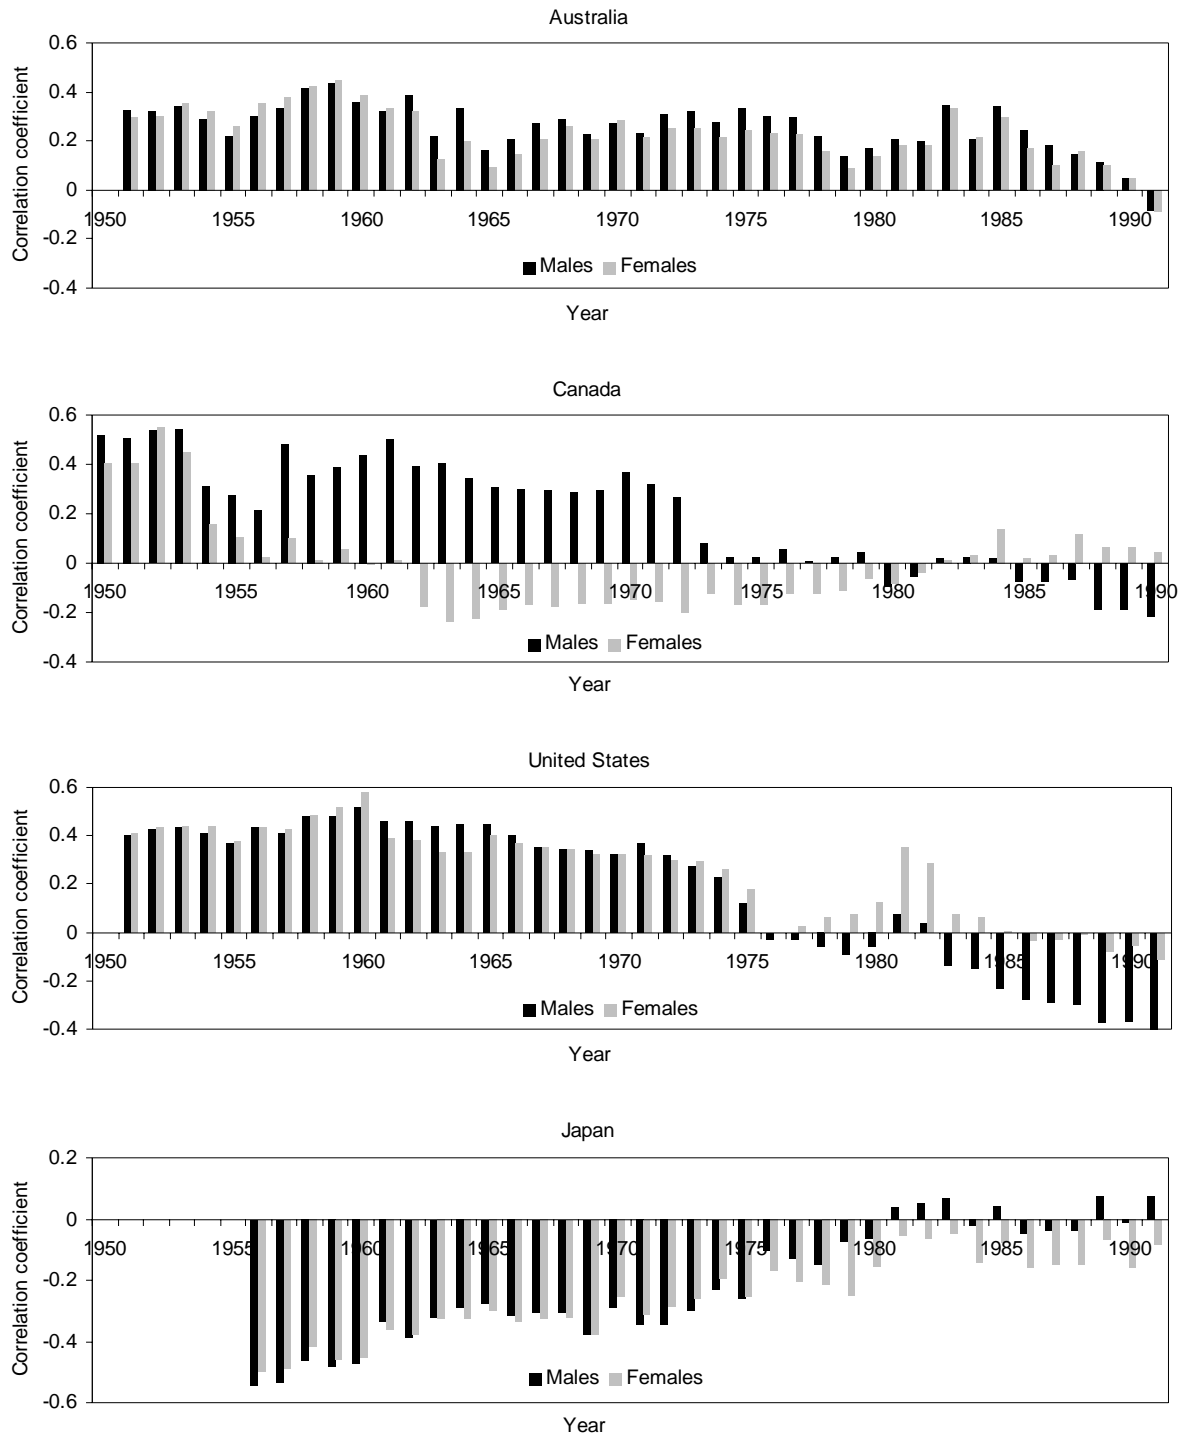 Australia
0.6
0.4
0.2
0
-0.2
-0.4
Correlation coefficient
1950 1955 1960 1965 1970 1975 1980 1985 1990
Males Females
Year
Canada
0.6
0.4
0.2
0
-0.2
-0.4
Correlation coefficient
1950 1955 1960 1965 1970 1975 1980 1985 1990
Males Females
Year
United States
0.6
0.4
0.2
0
-0.2
-0.4
Correlation coefficient
1950 1955 1960 1965 1970 1975 1980 1985 1990
Males Females
Year
Japan
0.2
0
-0.2
-0.4
-0.6
Correlation coefficient
1950 1955 1960 1965 1970 1975 1980 1985 1990
Males Females
Year